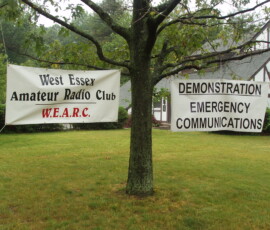 West Essex
Amateur Radio Club
W.E.A.R.C.
DEMONSTRATION
EMERGENCY
COMMUNICATIONS